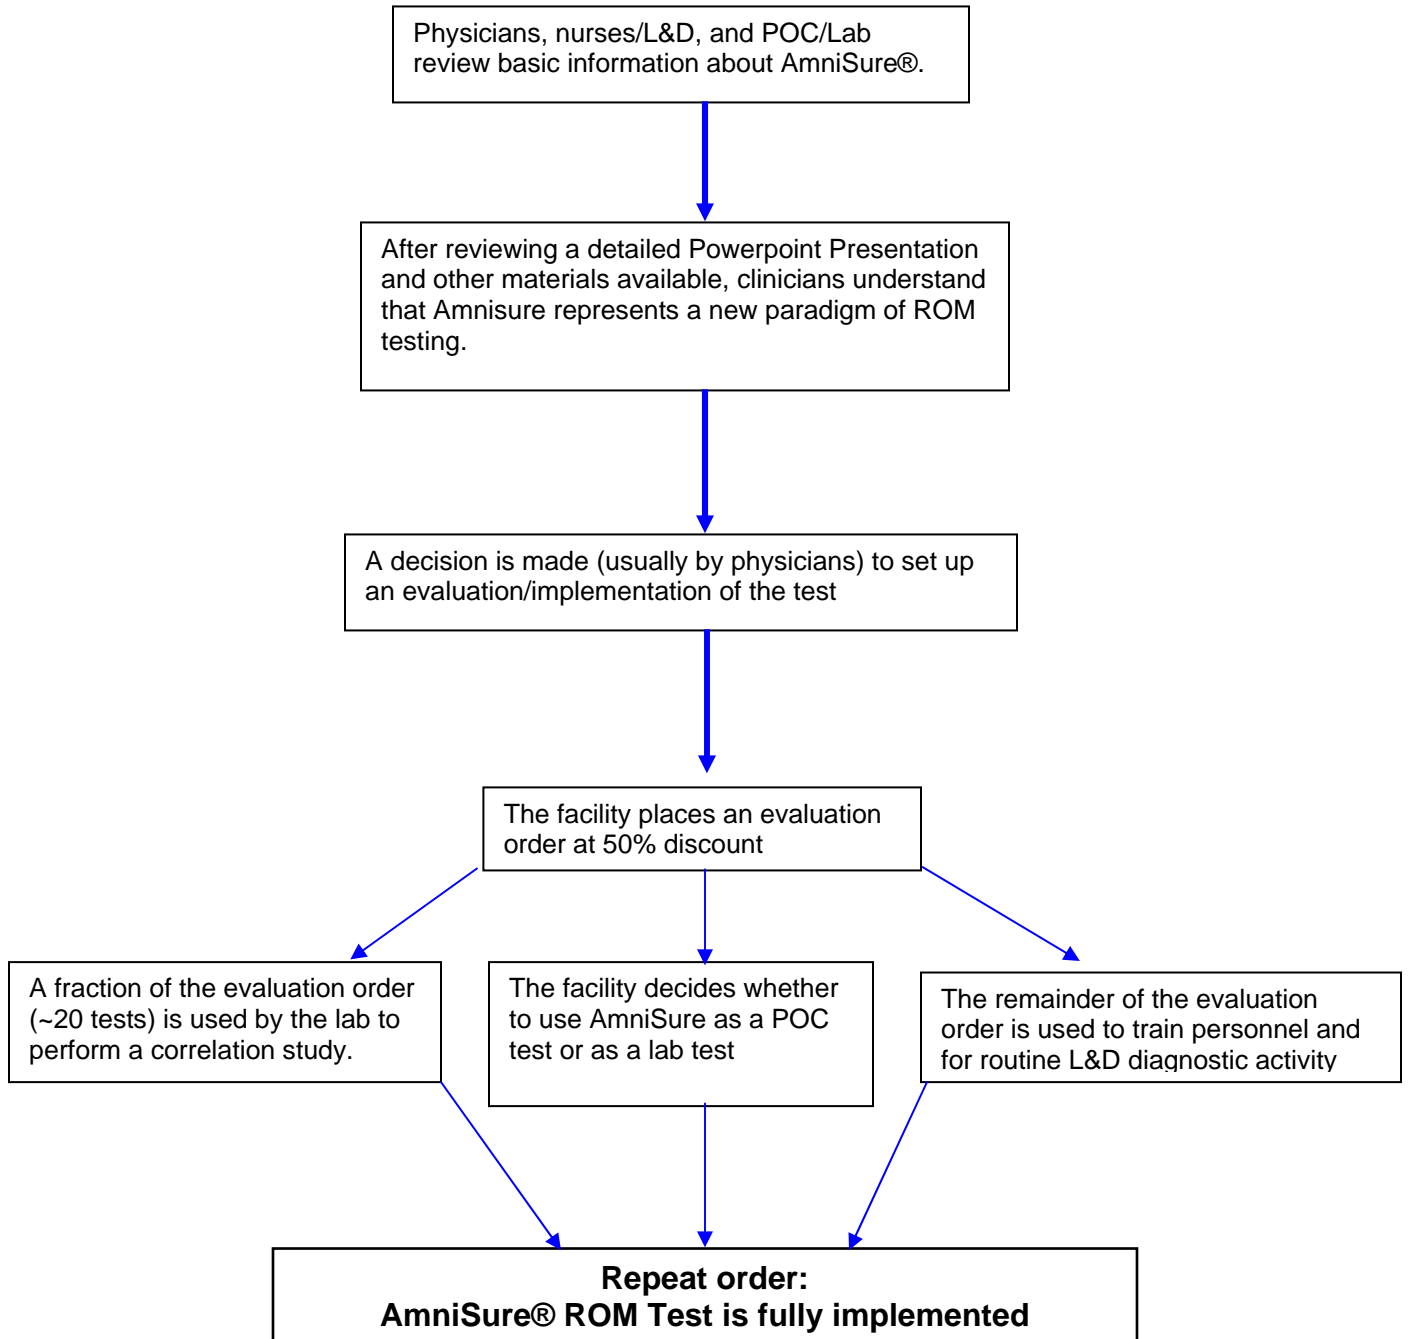 Physicians, nurses/L&D, and POC/Lab
review basic information about AmniSure®.
After reviewing a detailed Powerpoint Presentation
and other materials available, clinicians understand
that Amnisure represents a new paradigm of ROM
testing.
A decision is made (usually by physicians) to set up
an evaluation/implementation of the test
The facility places an evaluation
order at 50% discount
A fraction of the evaluation order
(~20 tests) is used by the lab to
perform a correlation study.
The facility decides whether
to use AmniSure as a POC
test or as a lab test
The remainder of the evaluation
order is used to train personnel and
for routine L&D diagnostic activity
Repeat order:
AmniSure® ROM Test is fully implemented